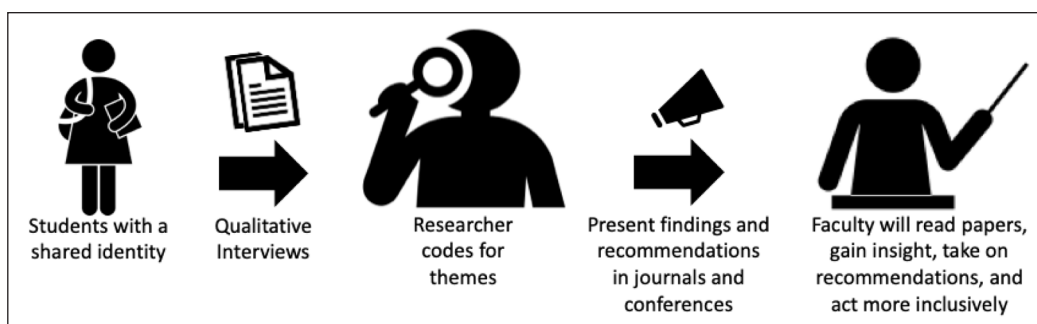 Students with a
shared identity
Qualitative
Interviews
Researcher
codes for
themes
Present findings and
recommendations
in journals and
conferences
Faculty will read papers,
gain insight, take on
recommendations, and
act more inclusively